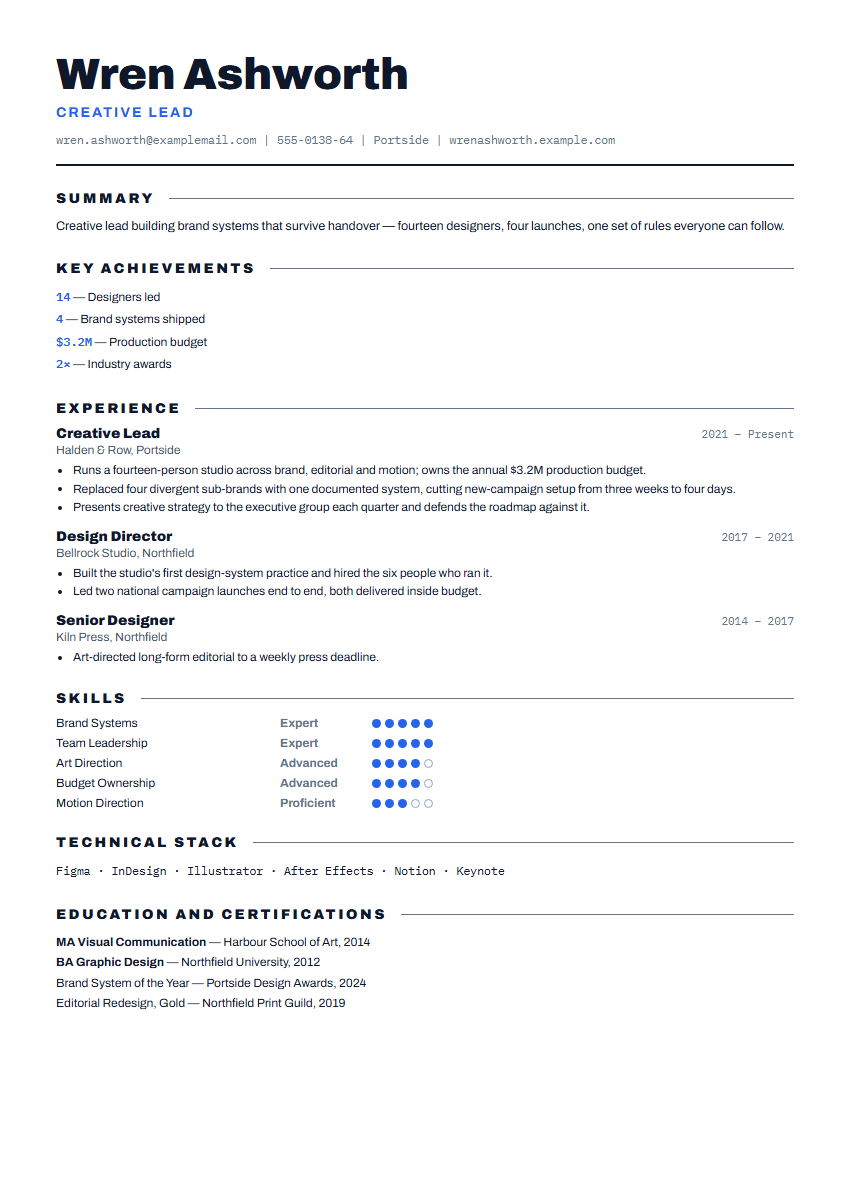 Wren Ashworth
CREATIVE LEAD
wren.ashworth@examplemail.com | 555-0138-64 | Portside | wrenashworth.example.com
SUMMARY
Creative lead building brand systems that survive handover — fourteen designers, four launches, one set of rules everyone can follow.
KEY ACHIEVEMENTS
14 — Designers led
4 — Brand systems shipped
$3.2M — Production budget
2× — Industry awards
EXPERIENCE
Creative Lead 2021 – Present
Halden & Row, Portside
• Runs a fourteen-person studio across brand, editorial and motion; owns the annual $3.2M production budget.
• Replaced four divergent sub-brands with one documented system, cutting new-campaign setup from three weeks to four days.
• Presents creative strategy to the executive group each quarter and defends the roadmap against it.
Design Director 2017 – 2021
Bellrock Studio, Northfield
• Built the studio's first design-system practice and hired the six people who ran it.
• Led two national campaign launches end to end, both delivered inside budget.
Senior Designer 2014 – 2017
Kiln Press, Northfield
• Art-directed long-form editorial to a weekly press deadline.
SKILLS
Brand Systems Expert
Team Leadership Expert
Art Direction Advanced
Budget Ownership Advanced
Motion Direction Proficient
TECHNICAL STACK
Figma · InDesign · Illustrator · After Effects · Notion · Keynote
EDUCATION AND CERTIFICATIONS
MA Visual Communication — Harbour School of Art, 2014
BA Graphic Design — Northfield University, 2012
Brand System of the Year — Portside Design Awards, 2024
Editorial Redesign, Gold — Northfield Print Guild, 2019